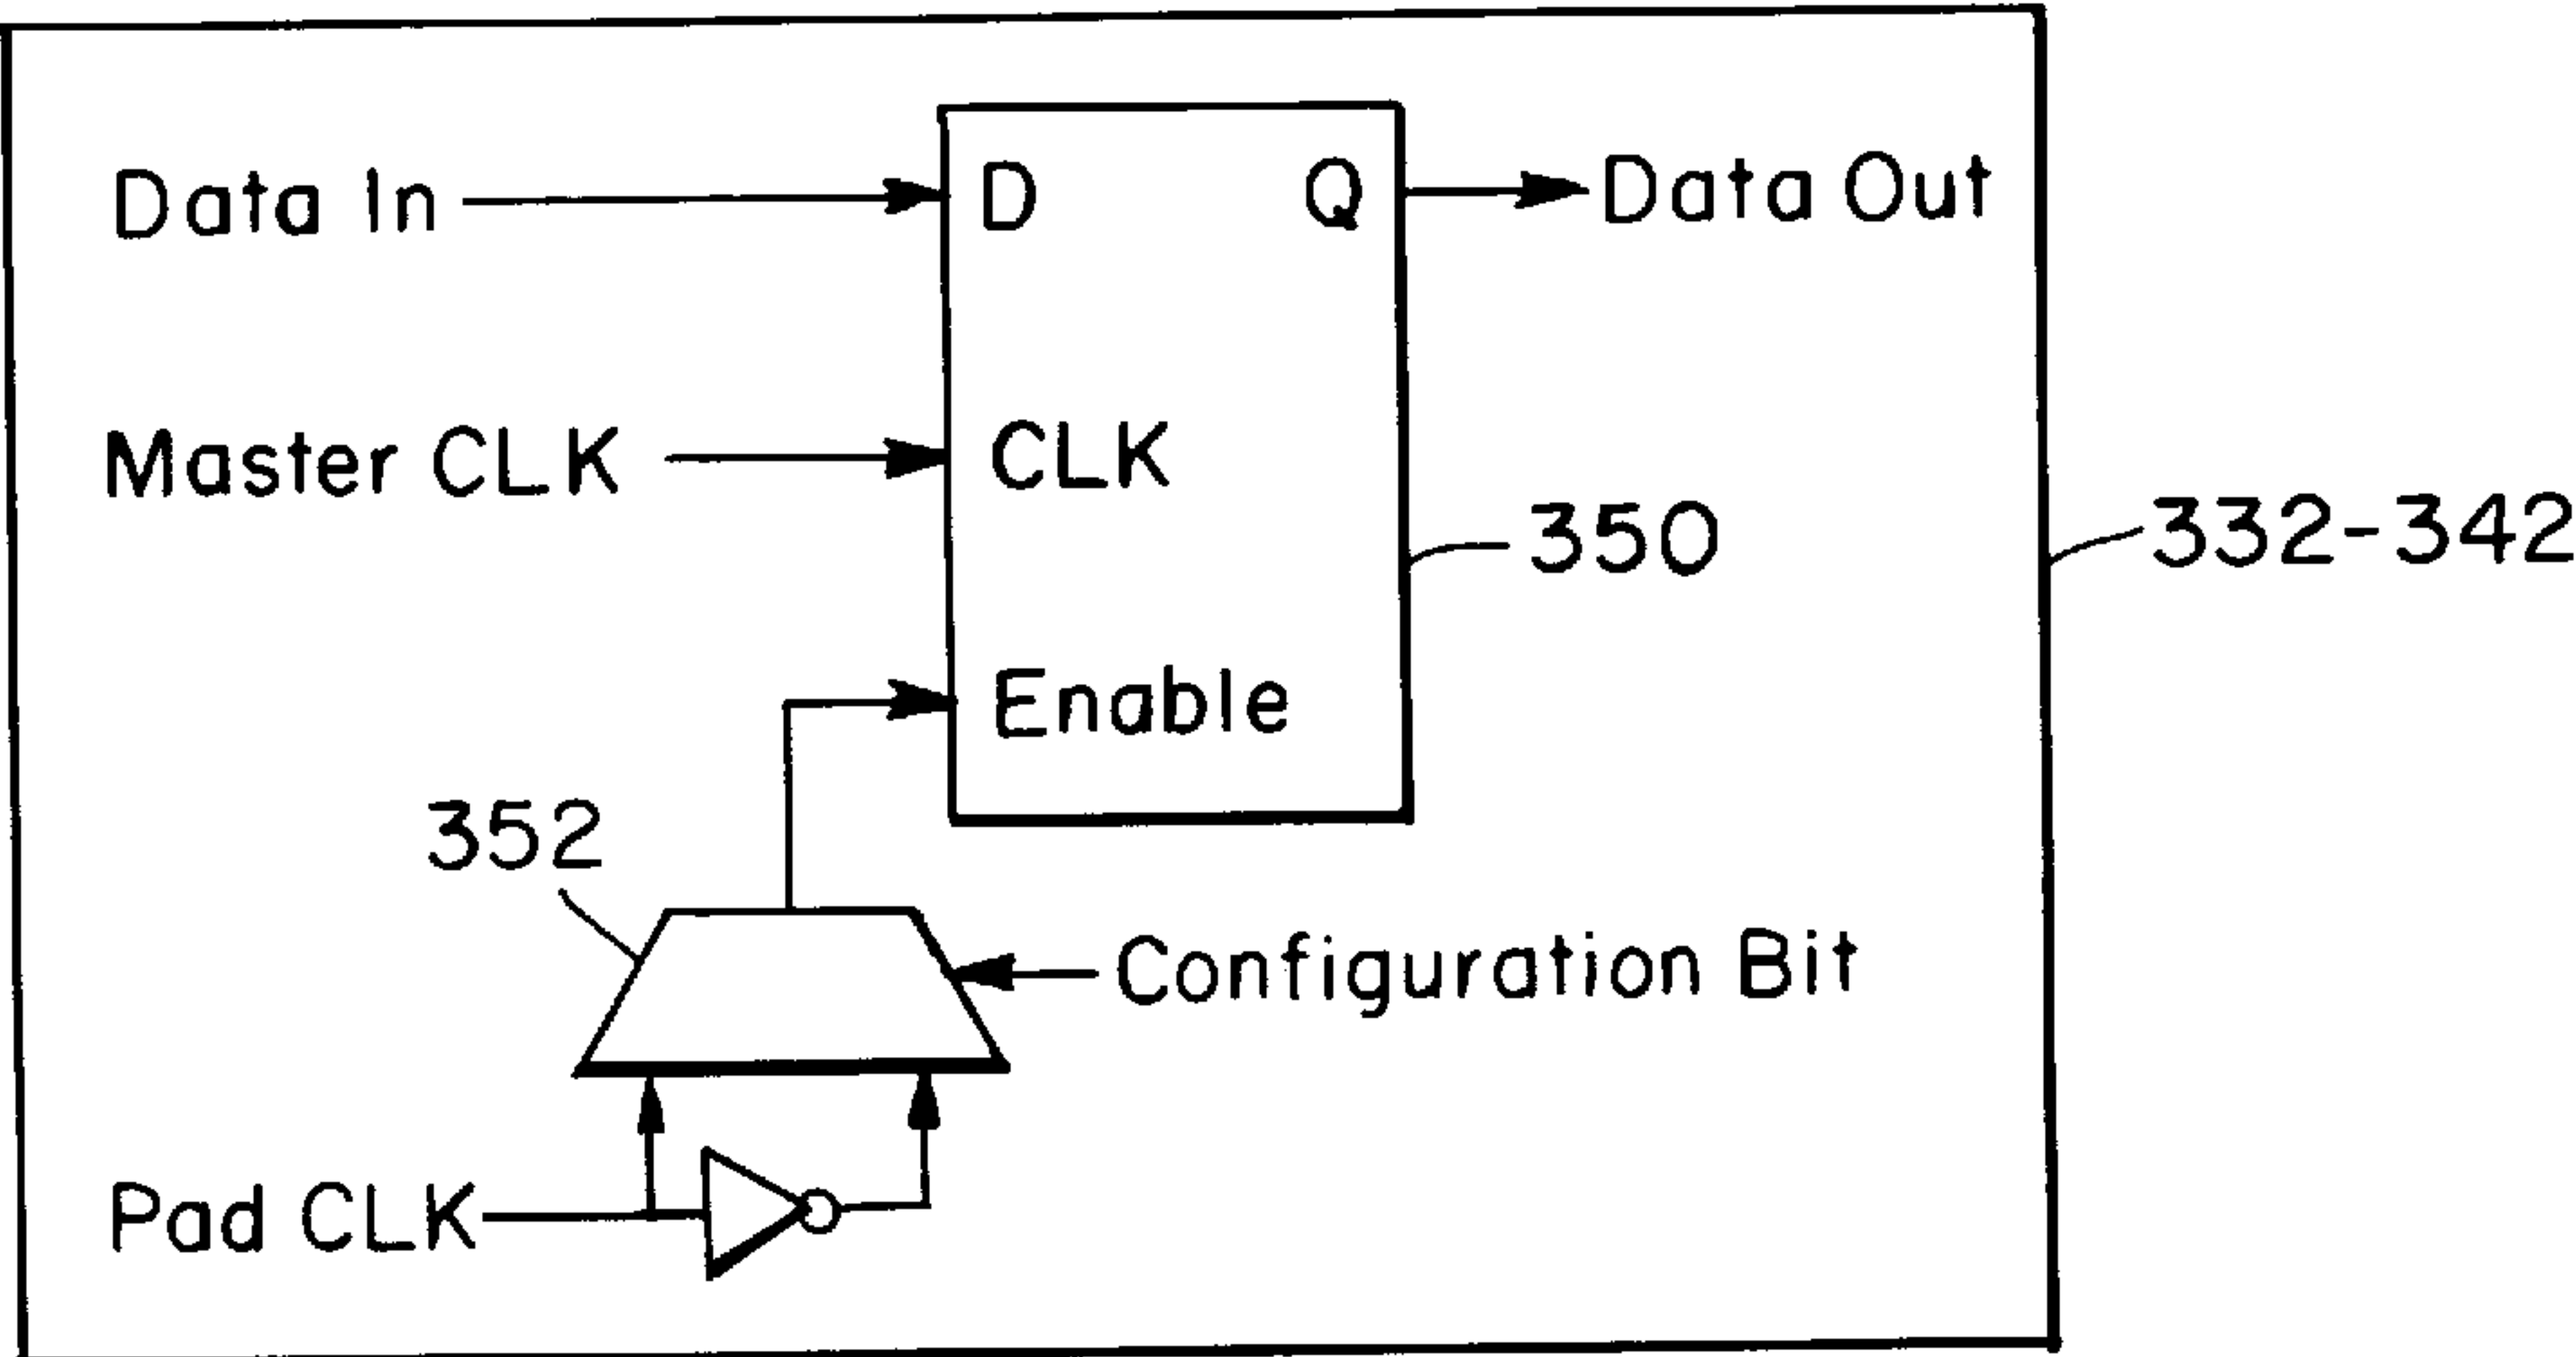 Data In
D
Q
Data Out
Master CLK
CLK
350
332-342
Enable
352
Configuration Bit
Pad CLK